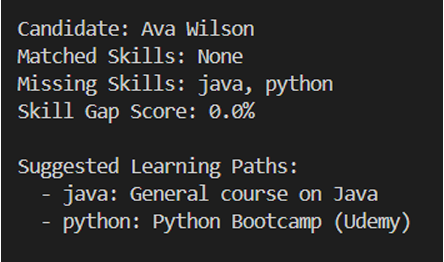 Candidate: Ava Wilson
Matched Skills: None
Missing Skills: java, python
Skill Gap Score: 0.0%
Suggested Learning Paths:
- java: General course on Java
- python: Python Bootcamp (Udemy)